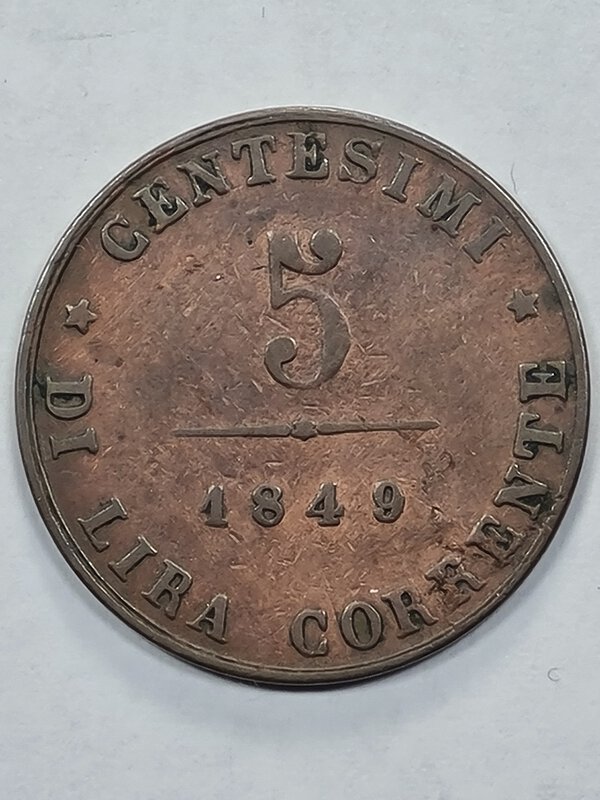 CENTESIMI
5
1849
DI LIRA CORRENTE